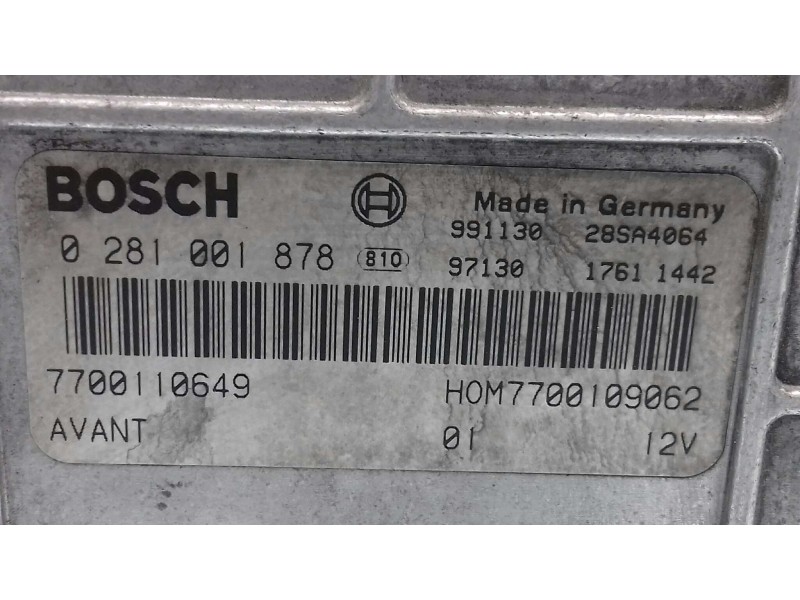 BOSCH Made in Germany
991130 28SA4064
0 281 001 878 810 97130 1761 1442
7700110649 HOM7700109062
AVANT 01 12V